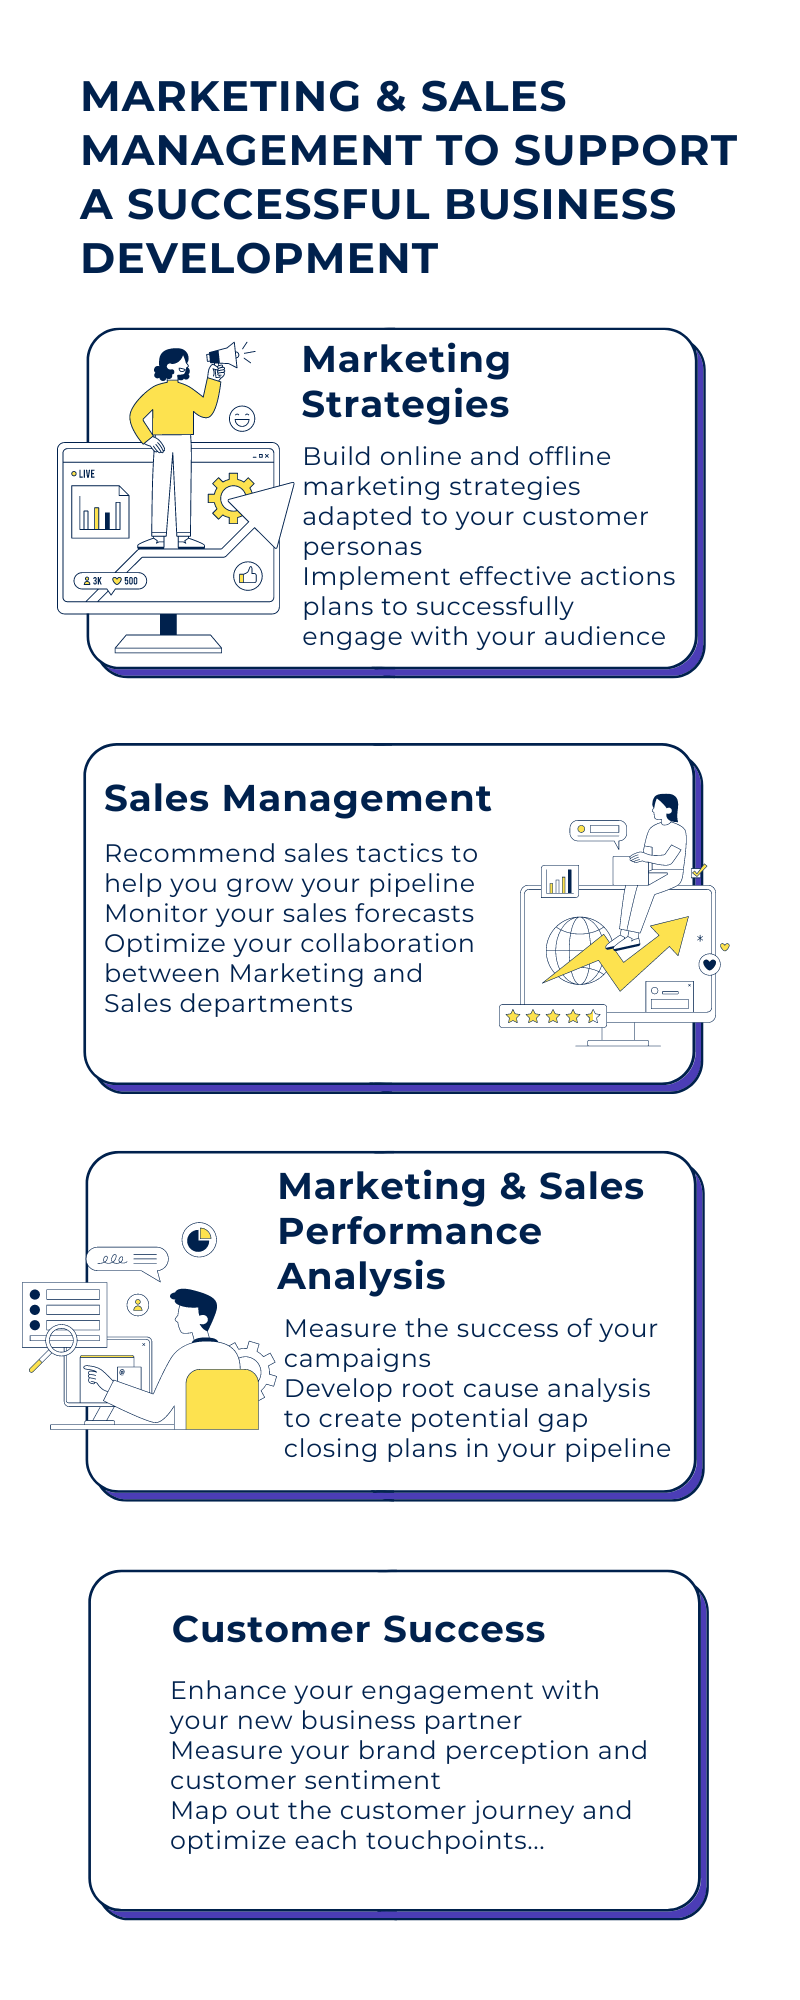 MARKETING & SALES
MANAGEMENT TO SUPPORT
A SUCCESSFUL BUSINESS
DEVELOPMENT
Marketing
Strategies
LIVE
3K 500
Build online and offline
marketing strategies
adapted to your customer
personas
Implement effective actions
plans to successfully
engage with your audience
Sales Management
Recommend sales tactics to
help you grow your pipeline
Monitor your sales forecasts
Optimize your collaboration
between Marketing and
Sales departments
Marketing & Sales
Performance
Analysis
Measure the success of your
campaigns
Develop root cause analysis
to create potential gap
closing plans in your pipeline
Customer Success
Enhance your engagement with
your new business partner
Measure your brand perception and
customer sentiment
Map out the customer journey and
optimize each touchpoints...